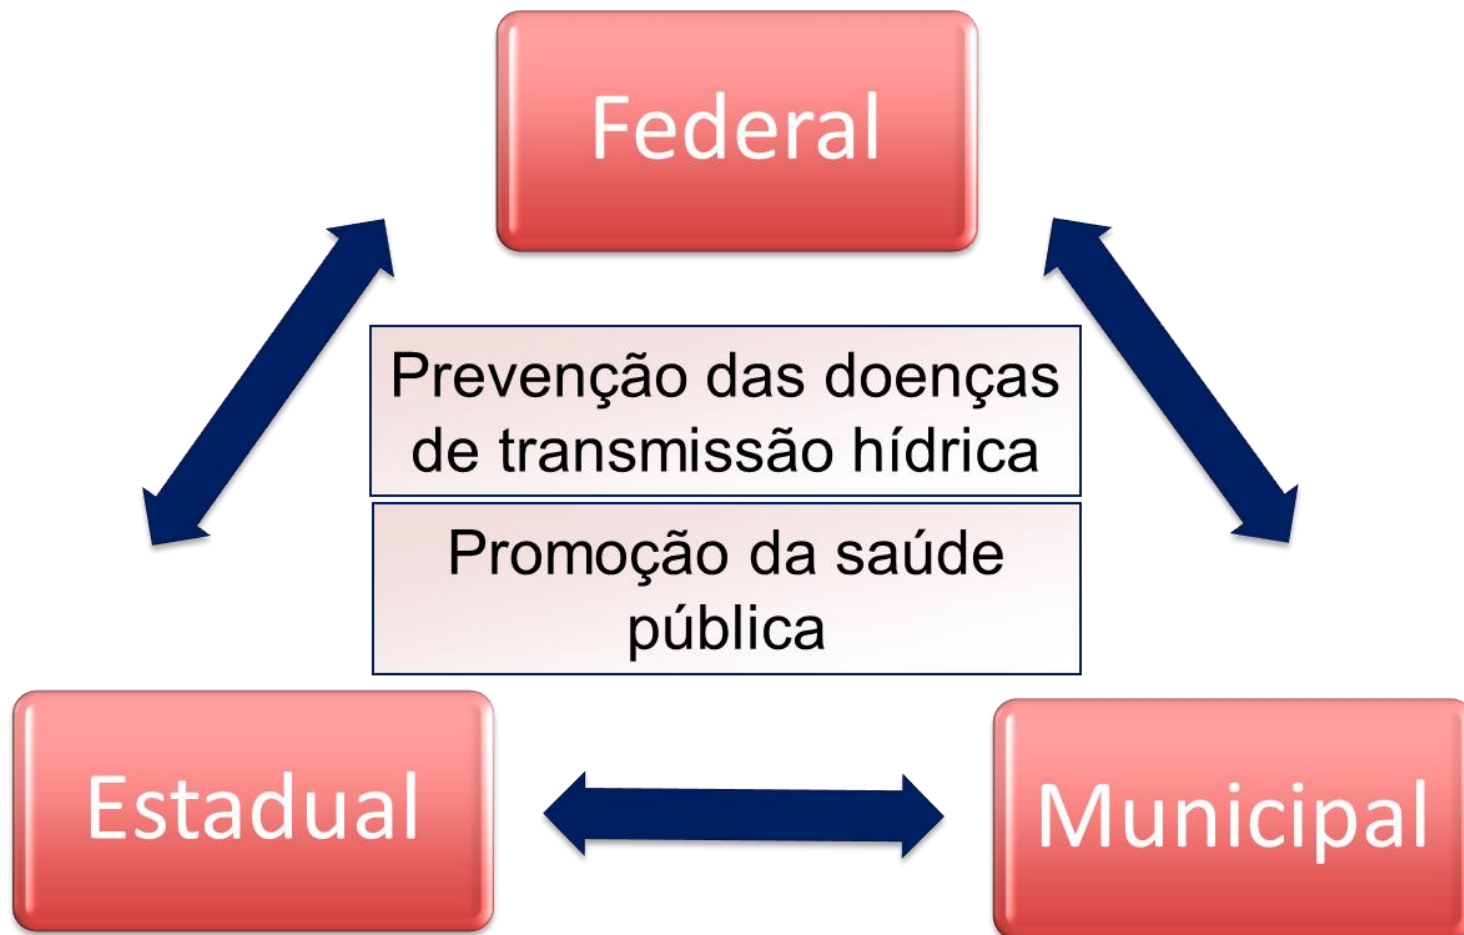 Federal
Prevenção das doenças
de transmissão hídrica
Promoção da saúde
pública
Estadual
Municipal